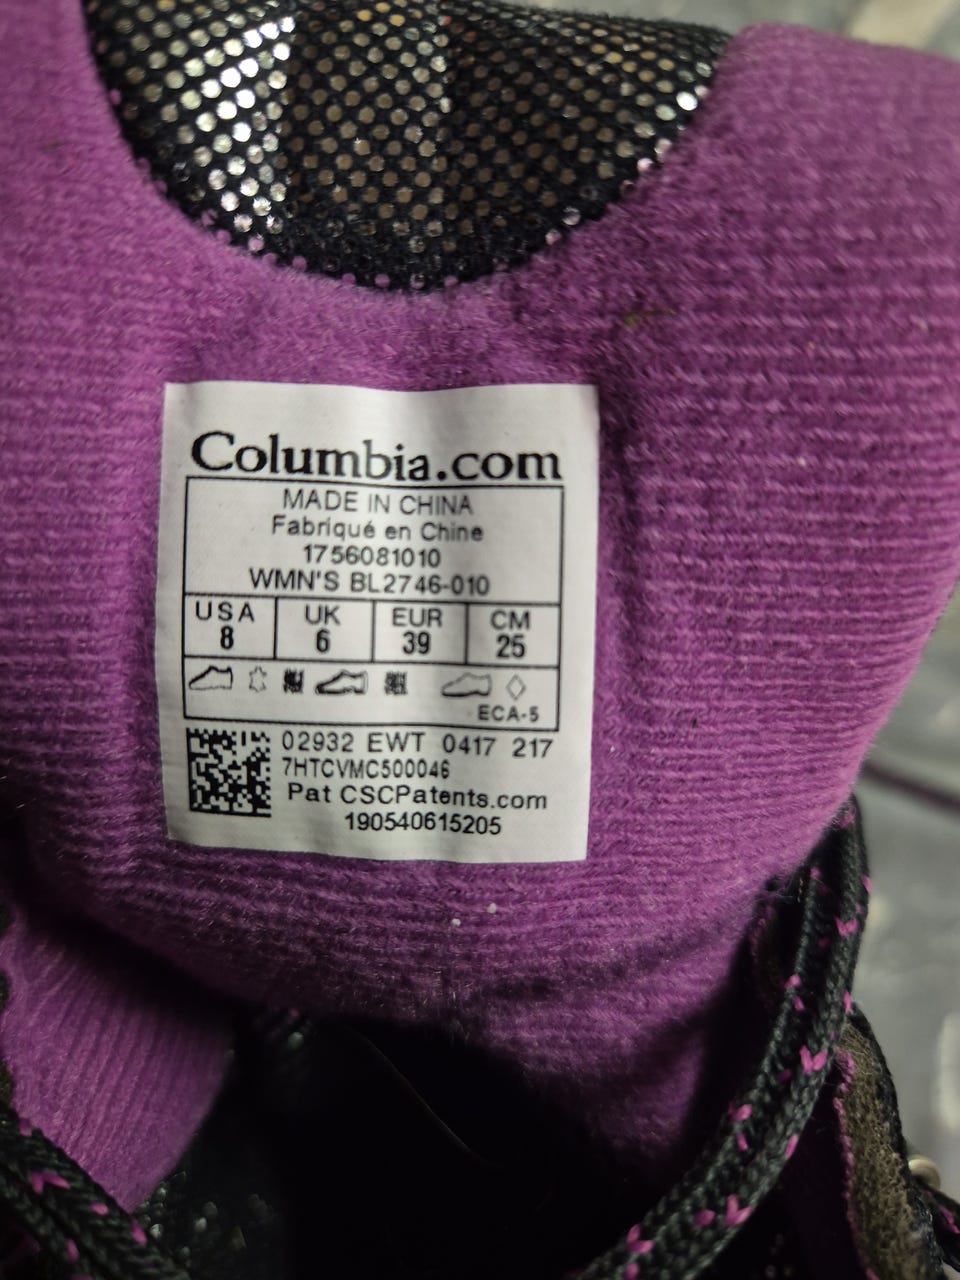 Columbia.com
MADE IN CHINA
Fabriqué en Chine
1756081010
WMN'S BL2746-010
USA UK EUR CM
8 6 39 25
ECA-5
02932 EWT 0417 217
7HTCVMC500046
Pat CSCPatents.com
190540615205